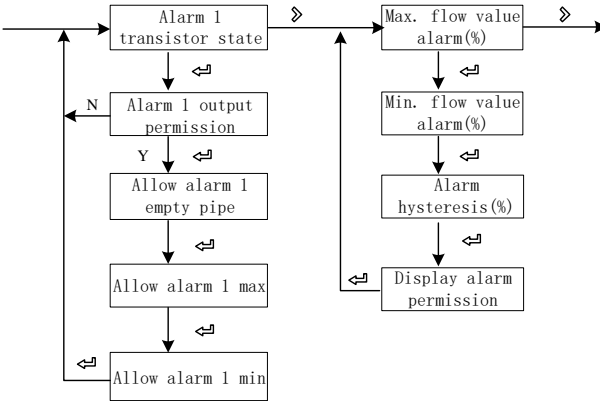 Alarm 1
transistor state
Max. flow value
alarm(%)
N
Alarm 1 output
permission
Min. flow value
alarm(%)
Y
Allow alarm 1
empty pipe
Alarm
hysteresis(%)
Allow alarm 1 max
Display alarm
permission
Allow alarm 1 min